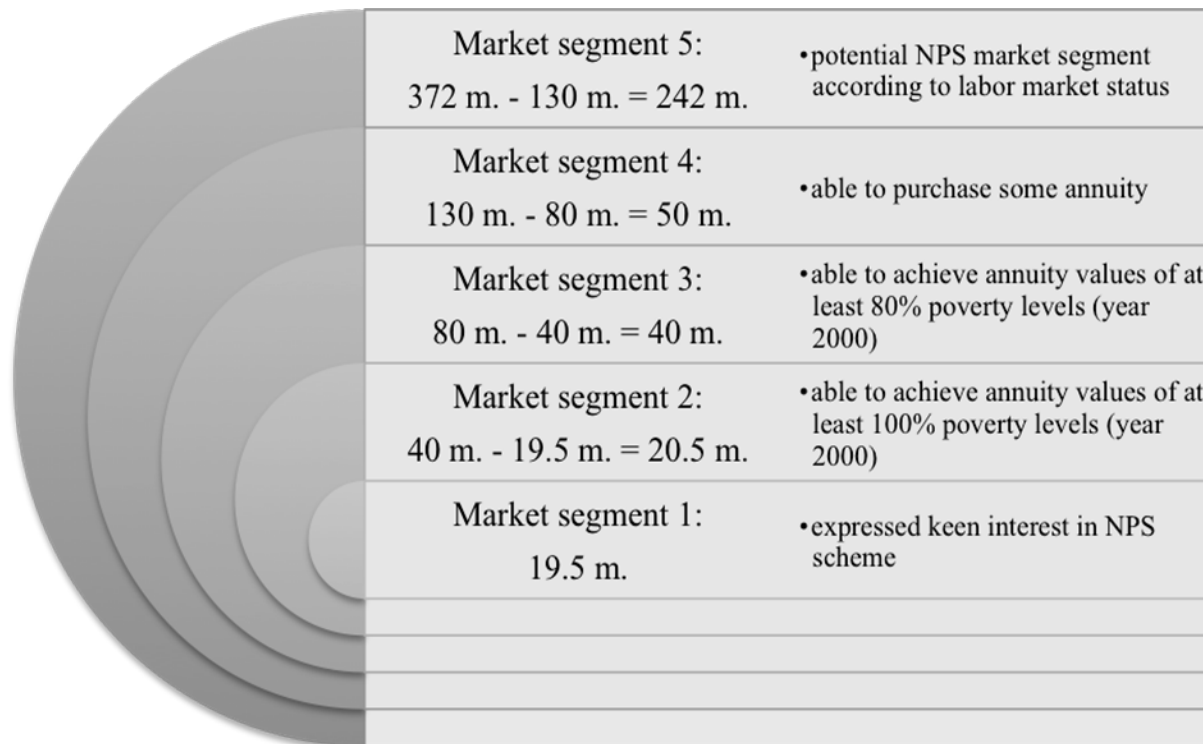 Market segment 5:
372 m. - 130 m. = 242 m.
•potential NPS market segment
according to labor market status
Market segment 4:
130 m. - 80 m. = 50 m.
•able to purchase some annuity
Market segment 3:
80 m. - 40 m. = 40 m.
•able to achieve annuity values of at
least 80% poverty levels (year
2000)
Market segment 2:
40 m. - 19.5 m. = 20.5 m.
•able to achieve annuity values of at
least 100% poverty levels (year
2000)
Market segment 1:
19.5 m.
•expressed keen interest in NPS
scheme